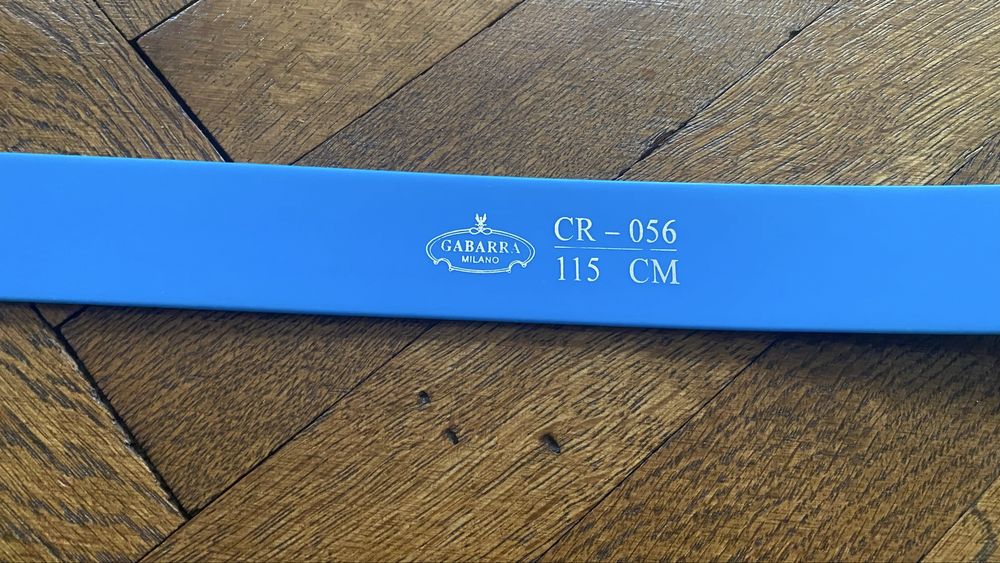 GABARRA
MILANO
CR – 056
115 CM